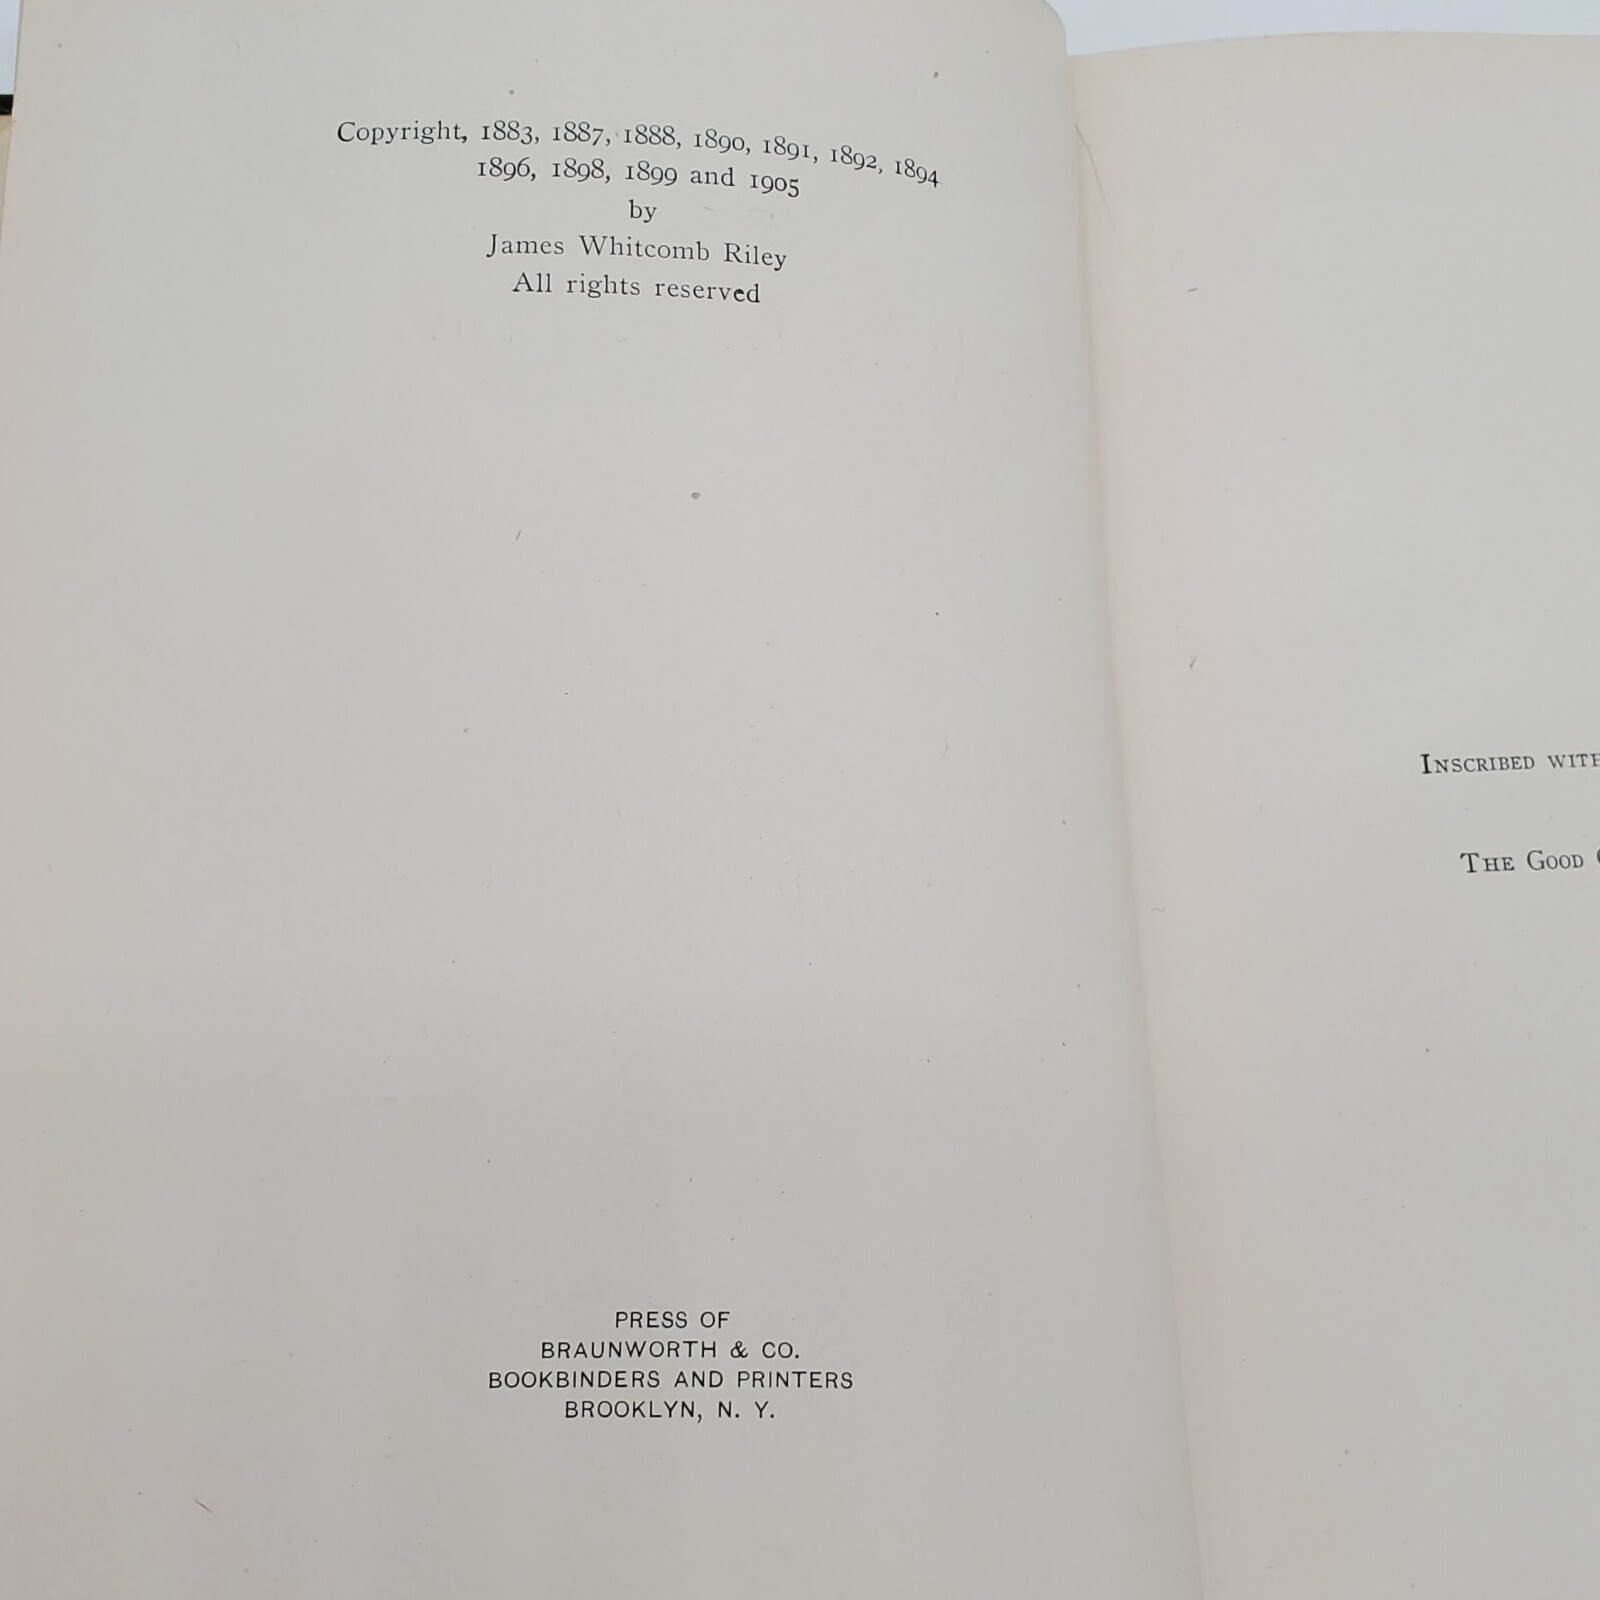 Copyright, 1883, 1887, 1888, 1890, 1891, 1892, 1894
1896, 1898, 1899 and 1905
by
James Whitcomb Riley
All rights reserved
PRESS OF
BRAUNWORTH & CO.
BOOKBINDERS AND PRINTERS
BROOKLYN, N. Y.
INSCRIBED WITH
THE GOOD